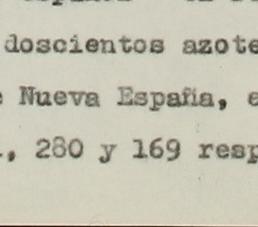 doscientos azote
Nueva España,
280 y 169 resp